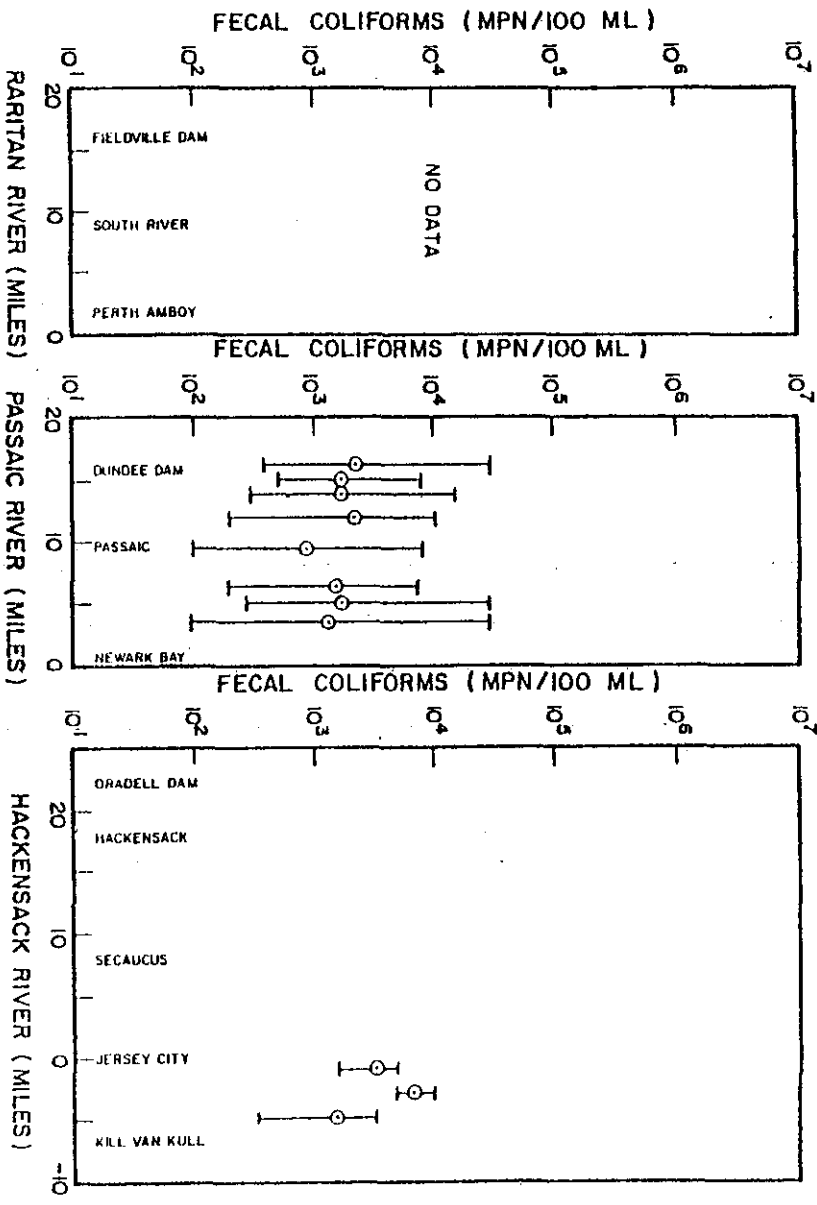 FECAL COLIFORMS (MPN/100 ML)
10¹ 10² 10³ 10⁴ 10⁵ 10⁶ 10⁷
20 10 0
FIELDVILLE DAM
SOUTH RIVER
PERTH AMBOY
NO DATA
RARITAN RIVER (MILES)
FECAL COLIFORMS (MPN/100 ML)
10¹ 10² 10³ 10⁴ 10⁵ 10⁶ 10⁷
20 10 0
DUNDEE DAM
PASSAIC
NEWARK BAY
PASSAIC RIVER (MILES)
FECAL COLIFORMS (MPN/100 ML)
10¹ 10² 10³ 10⁴ 10⁵ 10⁶ 10⁷
20 10 0 -10
ORADELL DAM
HACKENSACK
SECAUCUS
JERSEY CITY
KILL VAN KULL
HACKENSACK RIVER (MILES)